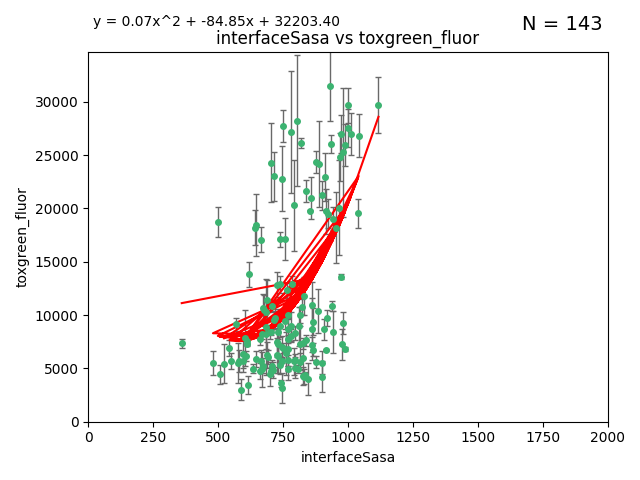 y = 0.07x^2 + -84.85x + 32203.40
N = 143
interfaceSasa vs toxgreen_fluor
toxgreen_fluor
30000
25000
20000
15000
10000
5000
0
0 250 500 750 1000 1250 1500 1750 2000
interfaceSasa